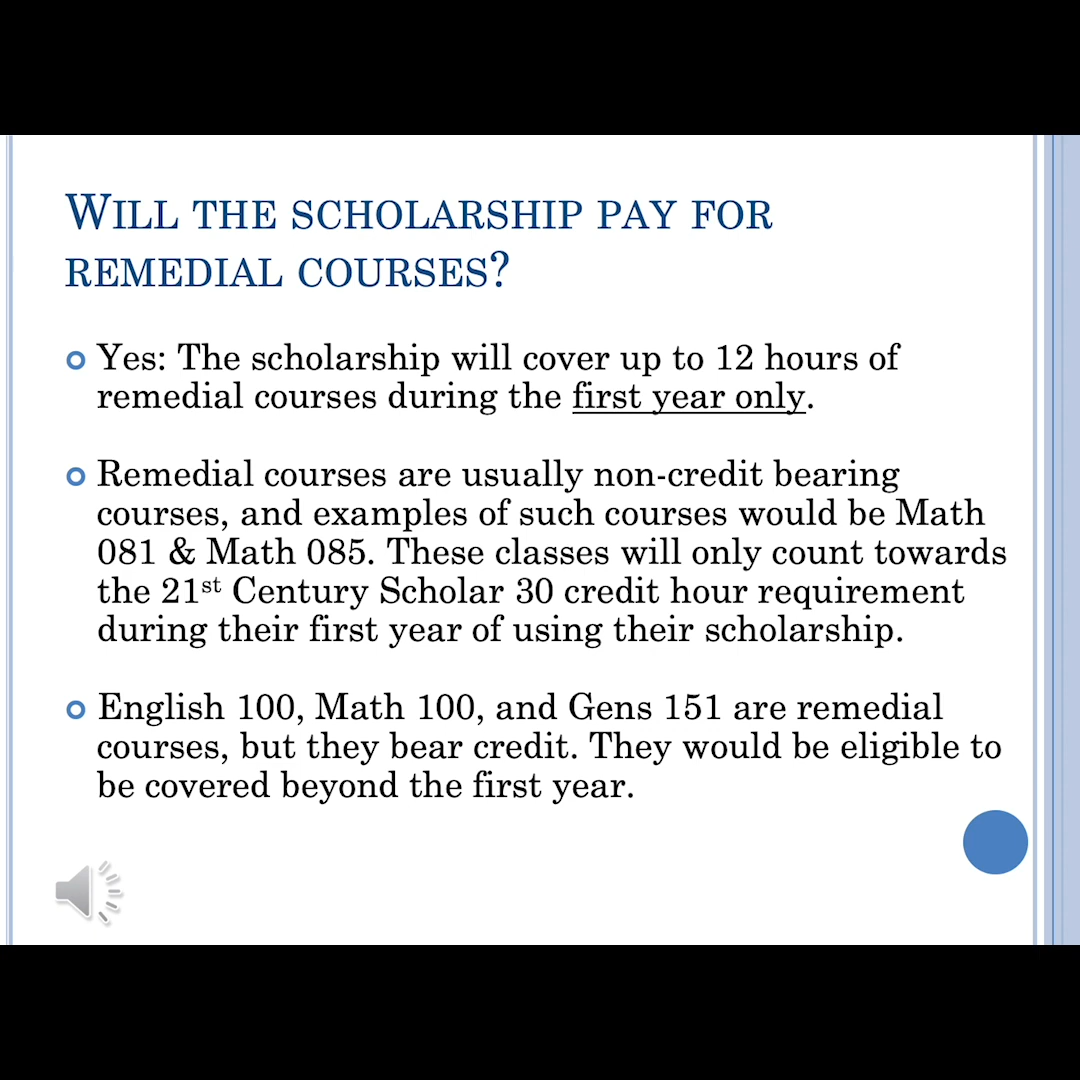 WILL THE SCHOLARSHIP PAY FOR
REMEDIAL COURSES?
Yes: The scholarship will cover up to 12 hours of
remedial courses during the first year only.
Remedial courses are usually non-credit bearing
courses, and examples of such courses would be Math
081 & Math 085. These classes will only count towards
the 21st Century Scholar 30 credit hour requirement
during their first year of using their scholarship.
English 100, Math 100, and Gens 151 are remedial
courses, but they bear credit. They would be eligible to
be covered beyond the first year.